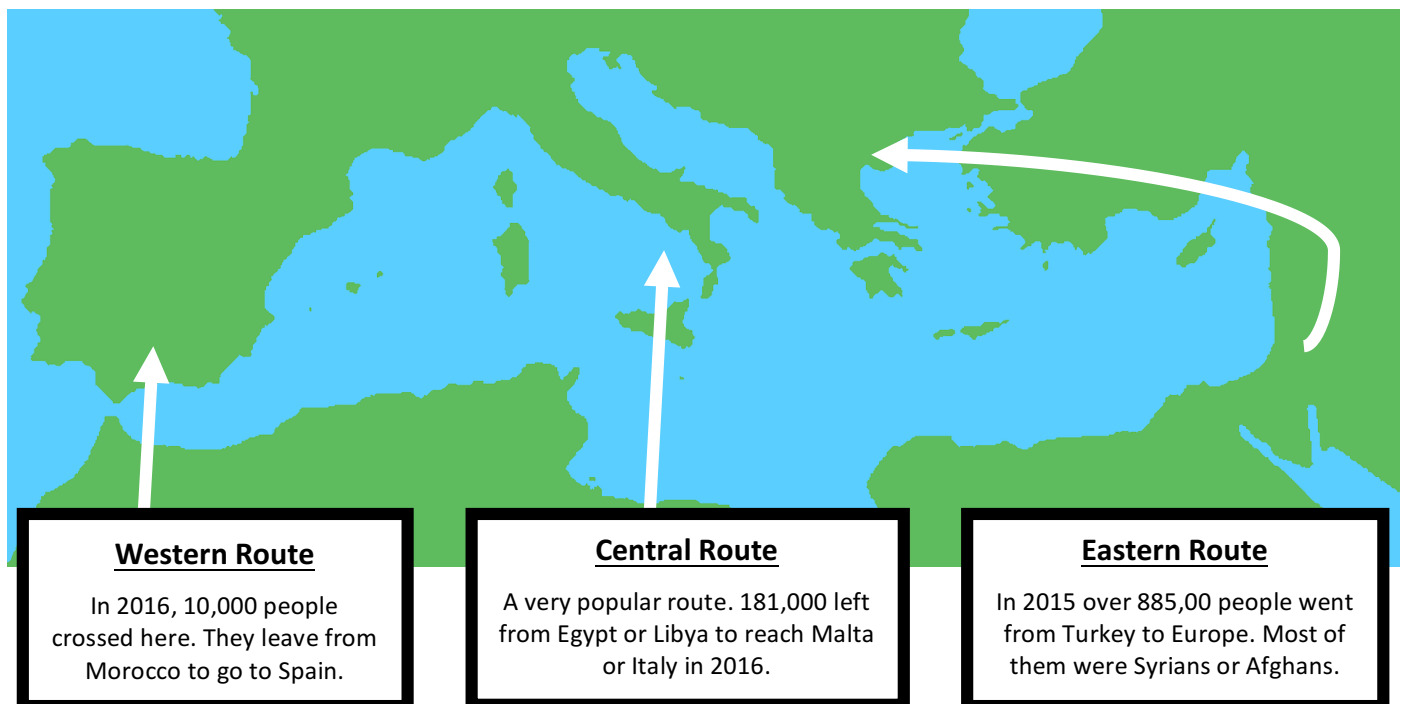 Western Route
In 2016, 10,000 people
crossed here. They leave from
Morocco to go to Spain.
Central Route
A very popular route. 181,000 left
from Egypt or Libya to reach Malta
or Italy in 2016.
Eastern Route
In 2015 over 885,00 people went
from Turkey to Europe. Most of
them were Syrians or Afghans.